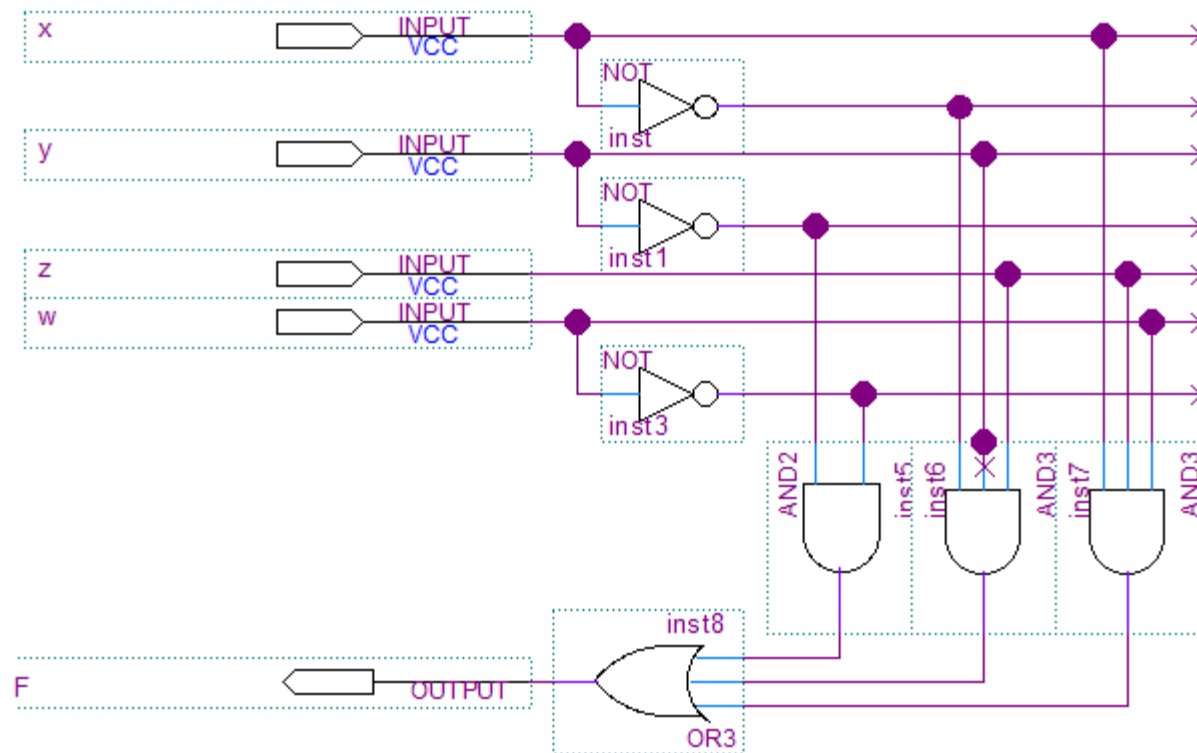 x
INPUT
VCC
NOT
inst
y
INPUT
VCC
NOT
inst1
z
INPUT
VCC
w
INPUT
VCC
NOT
inst3
AND2
inst5
inst6
AND3
inst7
AND3
inst8
F
OUTPUT
OR3